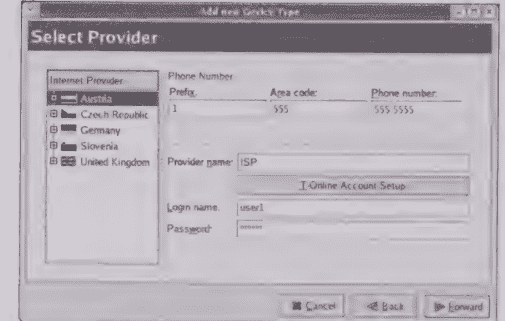 Add new Device Type
Select Provider
Internet Provider
Austria
Czech Republic
Germany
Slovenia
United Kingdom
Phone Number
Prefix: Area code: Phone number:
1 555 555 5555
Provider name: ISP
T Online Account Setup
Login name: user1
Password: ******
Cancel Back Forward